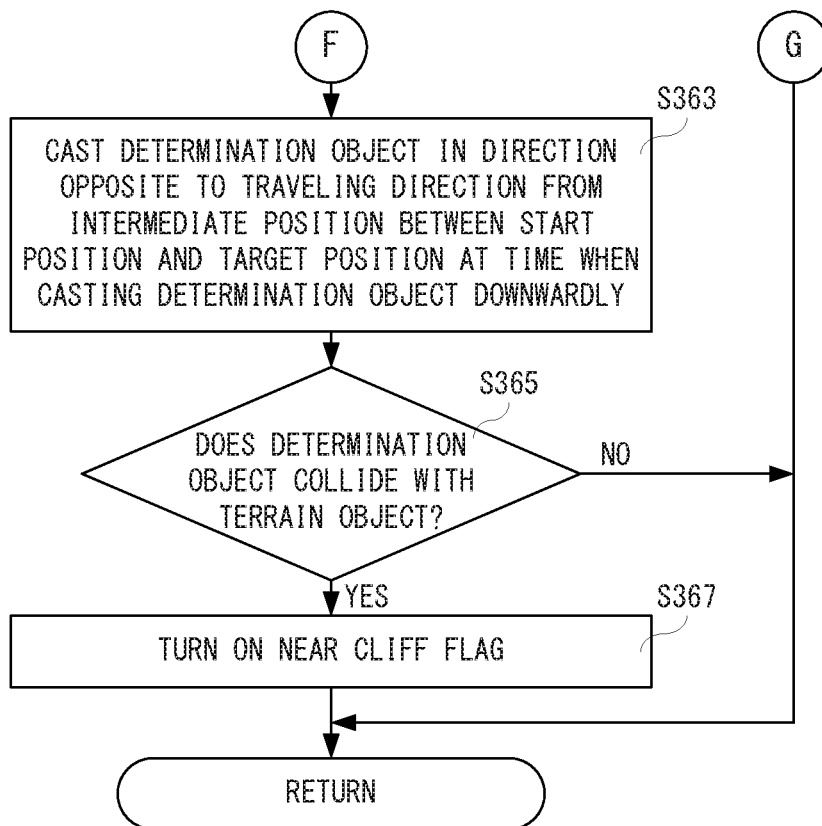 F
G
S363
CAST DETERMINATION OBJECT IN DIRECTION
OPPOSITE TO TRAVELING DIRECTION FROM
INTERMEDIATE POSITION BETWEEN START
POSITION AND TARGET POSITION AT TIME WHEN
CASTING DETERMINATION OBJECT DOWNWARDLY
S365
DOES DETERMINATION
OBJECT COLLIDE WITH
TERRAIN OBJECT?
NO
YES
S367
TURN ON NEAR CLIFF FLAG
RETURN